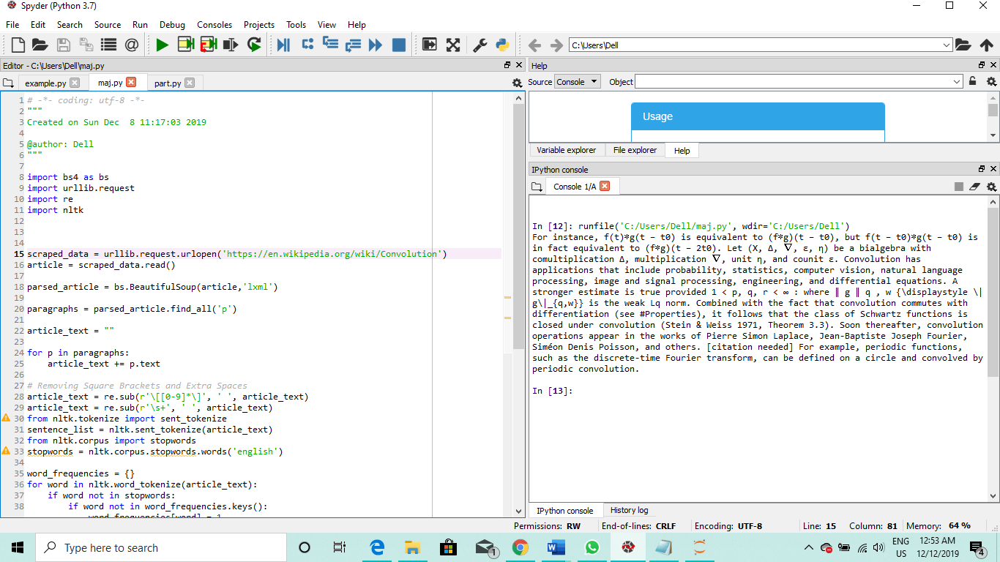 Spyder (Python 3.7)
File Edit Search Source Run Debug Consoles Projects Tools View Help
C:\Users\Dell
Editor - C:\Users\Dell\maj.py
example.py maj.py part.py
1 # -*- coding: utf-8 -*-
2 """
3 Created on Sun Dec  8 11:17:03 2019
4
5 @author: Dell
6 """
7
8 import bs4 as bs
9 import urllib.request
10 import re
11 import nltk
12
13
14
15 scraped_data = urllib.request.urlopen('https://en.wikipedia.org/wiki/Convolution')
16 article = scraped_data.read()
17
18 parsed_article = bs.BeautifulSoup(article,'lxml')
19
20 paragraphs = parsed_article.find_all('p')
21
22 article_text = ""
23
24 for p in paragraphs:
25     article_text += p.text
26
27 # Removing Square Brackets and Extra Spaces
28 article_text = re.sub(r'\[[0-9]*\]', ' ', article_text)
29 article_text = re.sub(r'\s+', ' ', article_text)
30 from nltk.tokenize import sent_tokenize
31 sentence_list = nltk.sent_tokenize(article_text)
32 from nltk.corpus import stopwords
33 stopwords = nltk.corpus.stopwords.words('english')
34
35 word_frequencies = {}
36 for word in nltk.word_tokenize(article_text):
37     if word not in stopwords:
38         if word not in word_frequencies.keys():
word_frequencies[word] = 1
Help
Source Console Object
Usage
Variable explorer File explorer Help
IPython console
Console 1/A
In [12]: runfile('C:/Users/Dell/maj.py', wdir='C:/Users/Dell')
For instance, f(t)*g(t − t0) is equivalent to (f*g)(t − t0), but f(t − t0)*g(t − t0) is
in fact equivalent to (f*g)(t − 2t0). Let (X, Δ, ∇, ε, η) be a bialgebra with
comultiplication Δ, multiplication ∇, unit η, and counit ε. Convolution has
applications that include probability, statistics, computer vision, natural language
processing, image and signal processing, engineering, and differential equations. A
stronger estimate is true provided 1 < p, q, r < ∞ : where ‖ g ‖ q , w {\displaystyle \|
g\|_{q,w}} is the weak Lq norm. Combined with the fact that convolution commutes with
differentiation (see #Properties), it follows that the class of Schwartz functions is
closed under convolution (Stein & Weiss 1971, Theorem 3.3). Soon thereafter, convolution
operations appear in the works of Pierre Simon Laplace, Jean-Baptiste Joseph Fourier,
Siméon Denis Poisson, and others. [citation needed] For example, periodic functions,
such as the discrete-time Fourier transform, can be defined on a circle and convolved by
periodic convolution.
In [13]:
IPython console History log
Permissions: RW End-of-lines: CRLF Encoding: UTF-8 Line: 15 Column: 81 Memory: 64 %
Type here to search
1
ENG
US
12:53 AM
12/12/2019
4